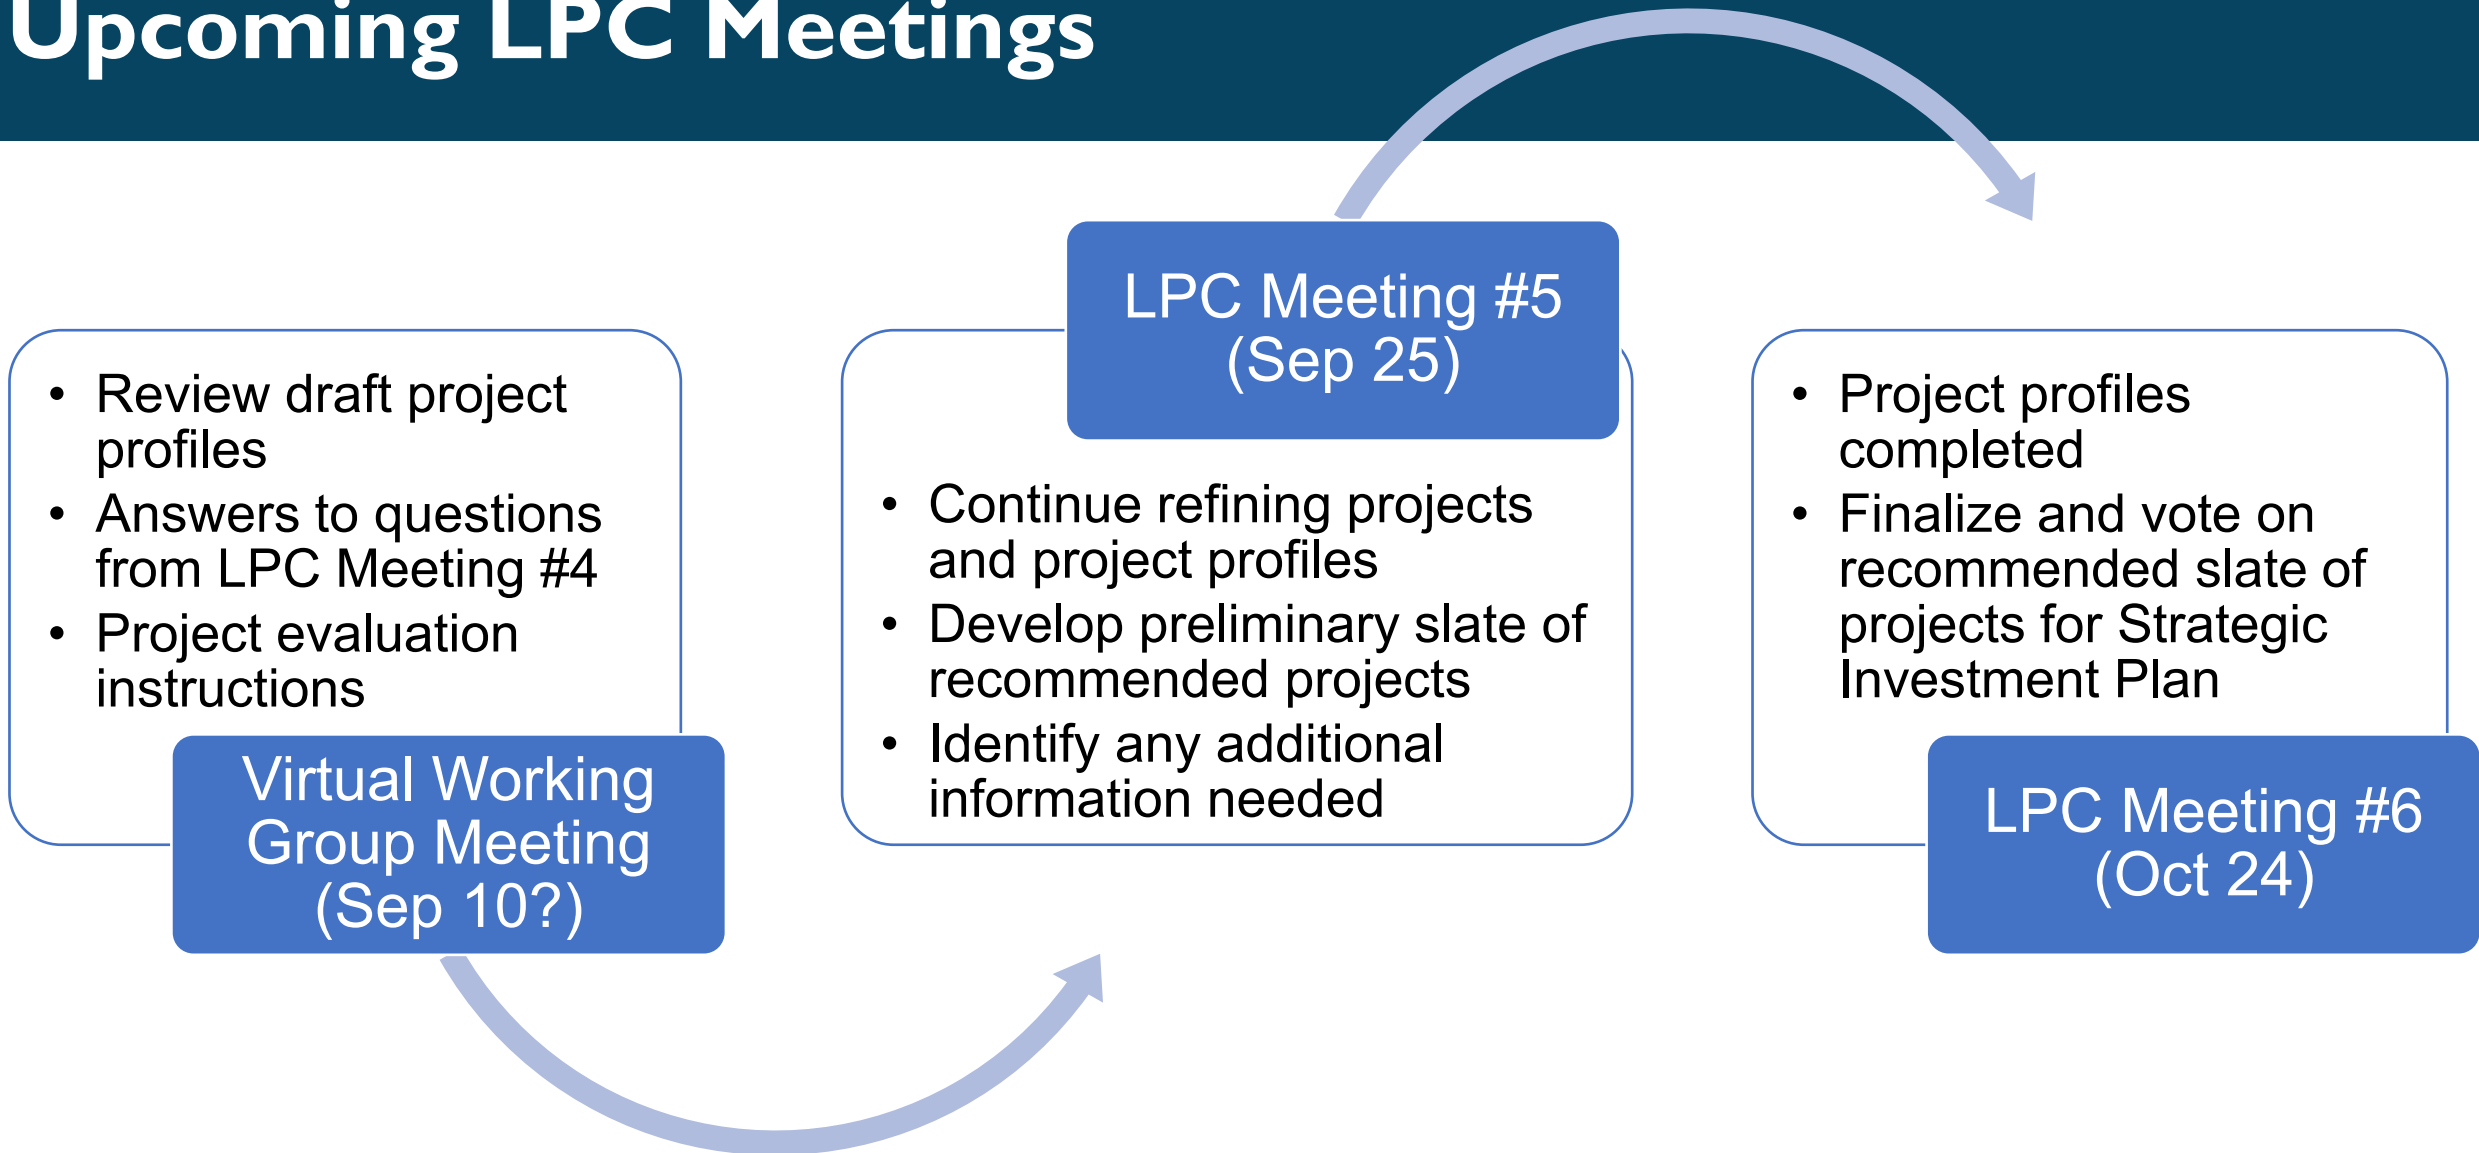 Upcoming LPC Meetings
• Review draft project
profiles
• Answers to questions
from LPC Meeting #4
• Project evaluation
instructions
Virtual Working
Group Meeting
(Sep 10?)
LPC Meeting #5
(Sep 25)
• Continue refining projects
and project profiles
• Develop preliminary slate of
recommended projects
• Identify any additional
information needed
• Project profiles
completed
• Finalize and vote on
recommended slate of
projects for Strategic
Investment Plan
LPC Meeting #6
(Oct 24)